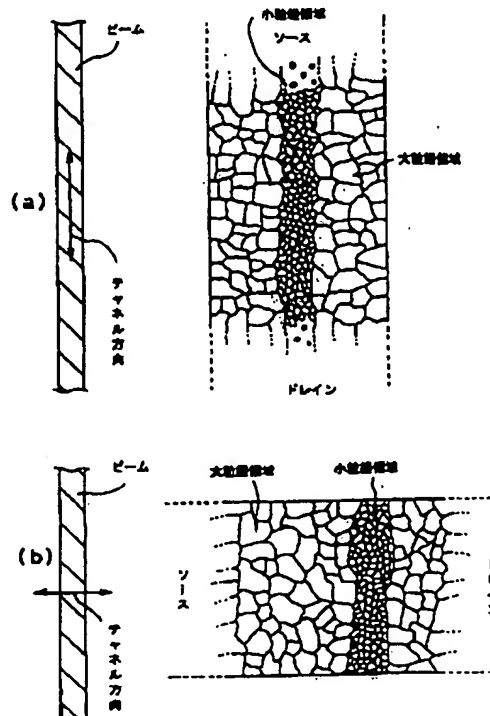 小粒径領域
ソース
ビーム
大粒径領域
(a)
チャネル方向
ドレイン
ビーム
大粒径領域
小粒径領域
(b)
ソース
チャネル方向